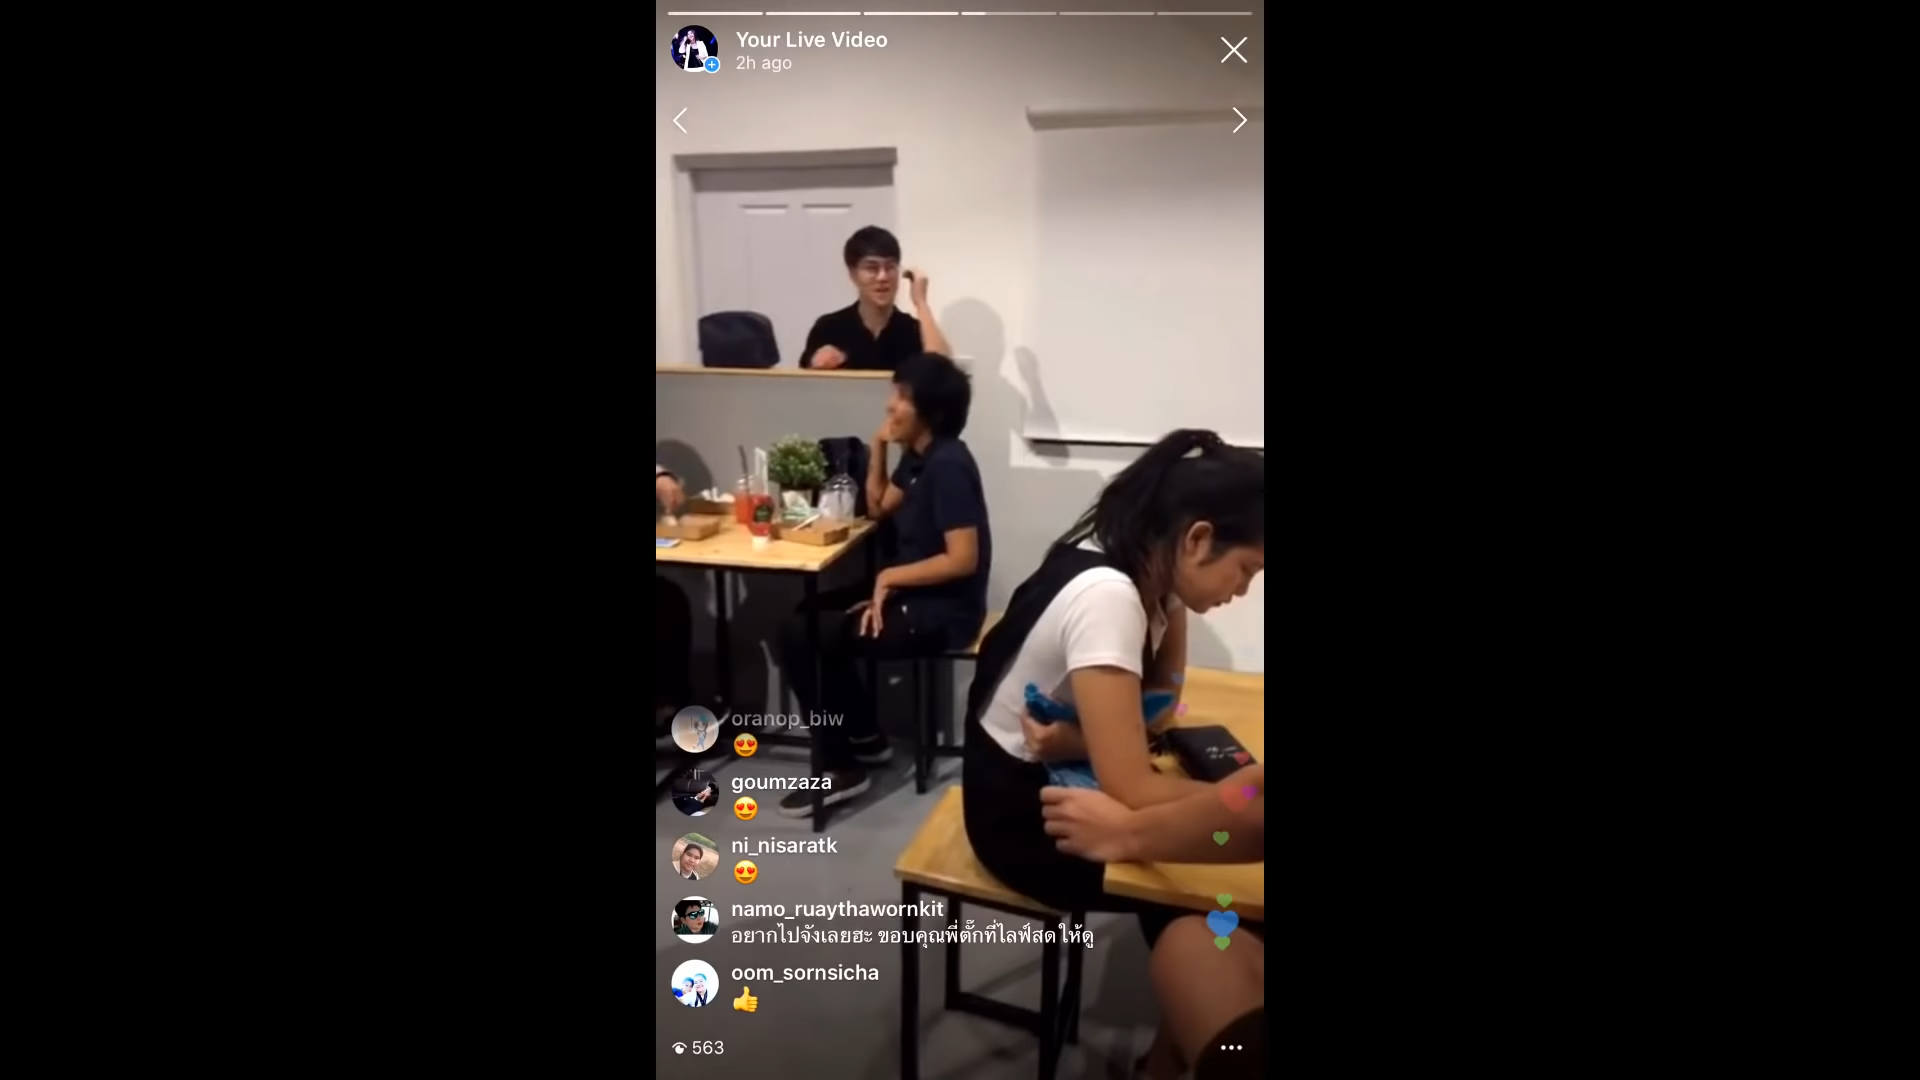 Your Live Video
2h ago
oranop_biw
goumzaza
ni_nisaratk
namo_ruaythawornkit
อยากไปจังเลยฮะ ขอบคุณพี่ตั๊กที่ไลฟ์สดให้ดู
oom_sornsicha
563